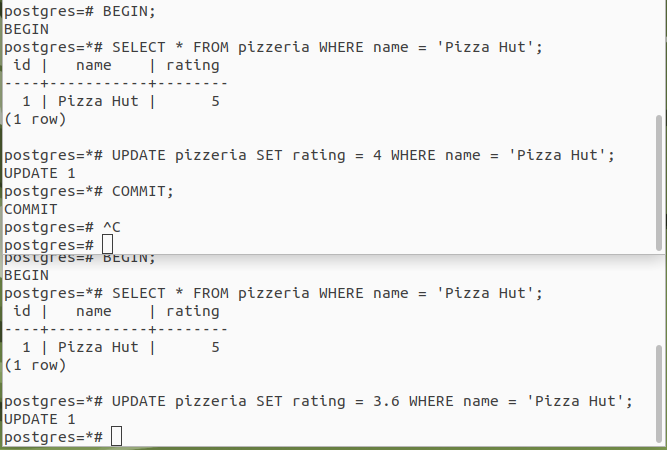 postgres=# BEGIN;
BEGIN
postgres=*# SELECT * FROM pizzeria WHERE name = 'Pizza Hut';
 id |   name    | rating
----+-----------+--------
  1 | Pizza Hut |      5
(1 row)

postgres=*# UPDATE pizzeria SET rating = 4 WHERE name = 'Pizza Hut';
UPDATE 1
postgres=*# COMMIT;
COMMIT
postgres=# ^C
postgres=#
postgres=# BEGIN;
BEGIN
postgres=*# SELECT * FROM pizzeria WHERE name = 'Pizza Hut';
 id |   name    | rating
----+-----------+--------
  1 | Pizza Hut |      5
(1 row)

postgres=*# UPDATE pizzeria SET rating = 3.6 WHERE name = 'Pizza Hut';
UPDATE 1
postgres=*#